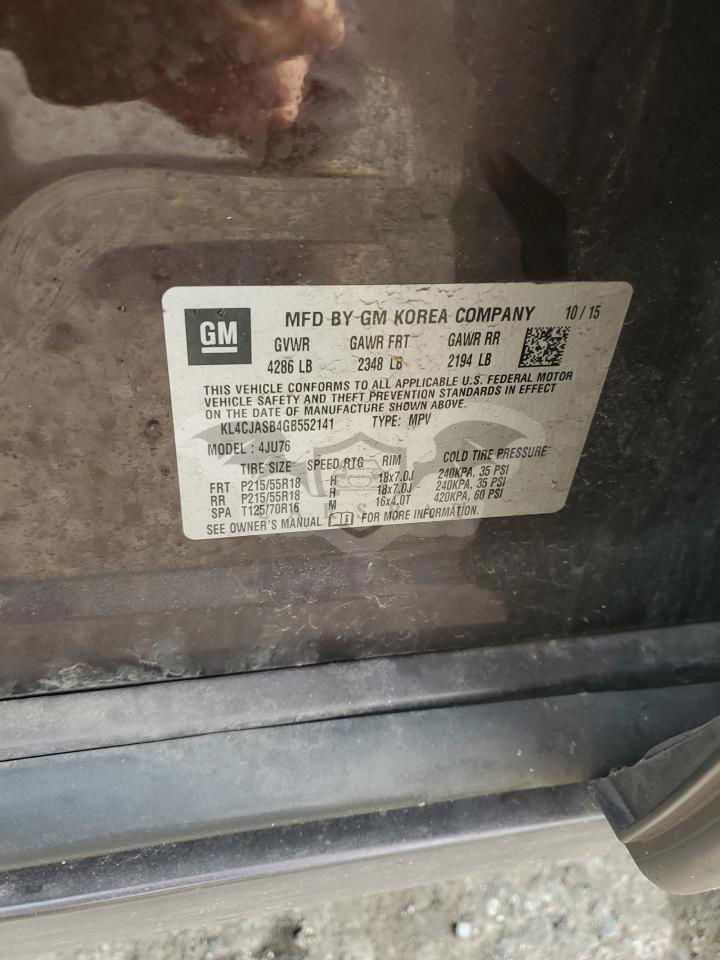 GM
MFD BY GM KOREA COMPANY 10 / 15
GVWR GAWR FRT GAWR RR
4286 LB 2348 LB 2194 LB
THIS VEHICLE CONFORMS TO ALL APPLICABLE U.S. FEDERAL MOTOR
VEHICLE SAFETY AND THEFT PREVENTION STANDARDS IN EFFECT
ON THE DATE OF MANUFACTURE SHOWN ABOVE.
KL4CJASB4GB552141 TYPE: MPV
MODEL : 4JU76
TIRE SIZE SPEED RTG RIM COLD TIRE PRESSURE
FRT P215/55R18 H 18x7.0J 240KPA, 35 PSI
RR P215/55R18 H 18x7.0J 240KPA, 35 PSI
SPA T125/70R16 M 16x4.0T 420KPA, 60 PSI
SEE OWNER'S MANUAL FOR MORE INFORMATION.